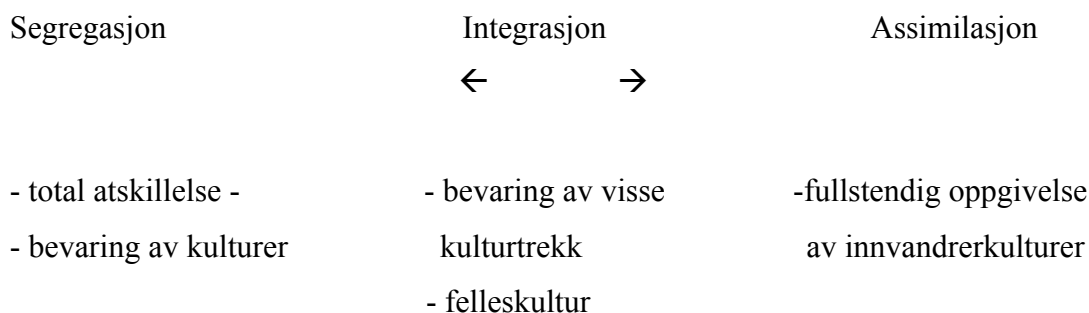 Segregasjon Integrasjon Assimilasjon
← →
- total atskillelse - - bevaring av visse -fullstendig oppgivelse
- bevaring av kulturer kulturtrekk av innvandrerkulturer
- felleskultur